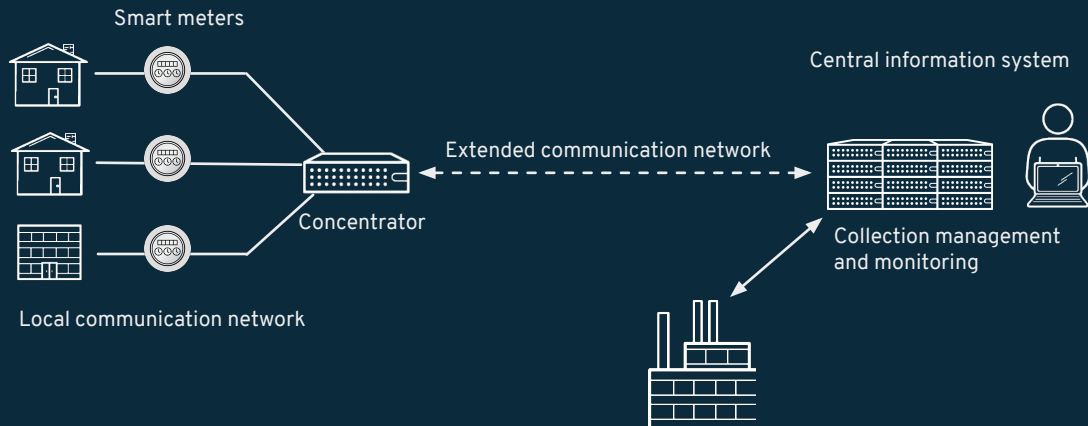 Smart meters
Central information system
Extended communication network
Concentrator
Collection management
and monitoring
Local communication network